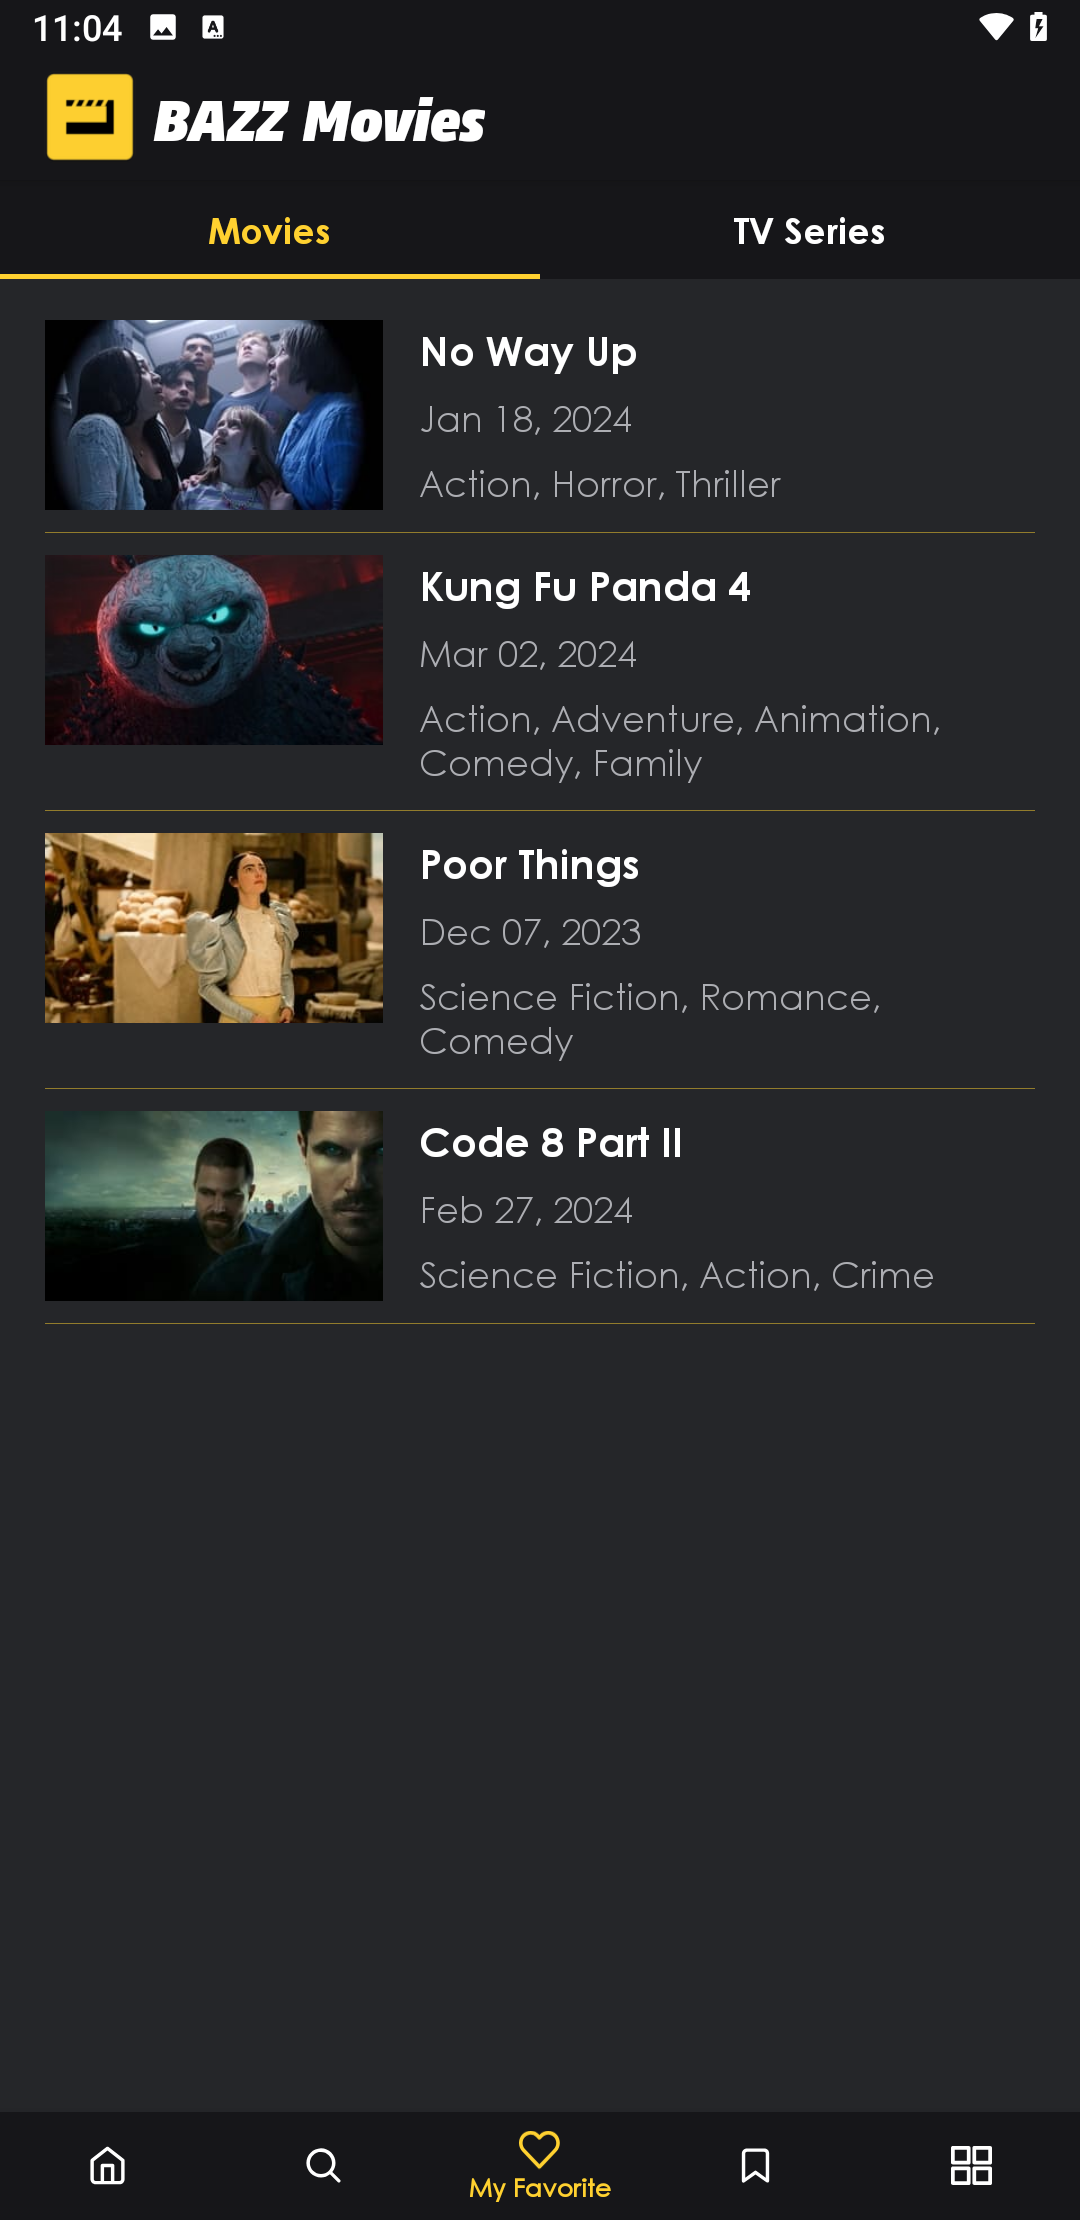 11:04
BAZZ Movies
Movies
TV Series
No Way Up
Jan 18, 2024
Action, Horror, Thriller
Kung Fu Panda 4
Mar 02, 2024
Action, Adventure, Animation,
Comedy, Family
Poor Things
Dec 07, 2023
Science Fiction, Romance,
Comedy
Code 8 Part II
Feb 27, 2024
Science Fiction, Action, Crime
My Favorite